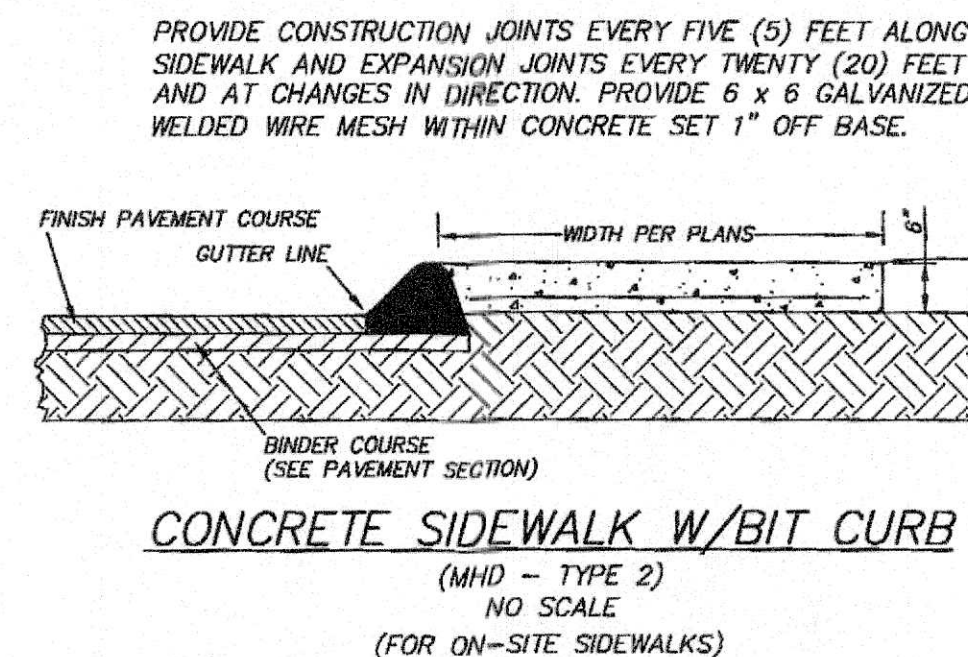 PROVIDE CONSTRUCTION JOINTS EVERY FIVE (5) FEET ALONG
SIDEWALK AND EXPANSION JOINTS EVERY TWENTY (20) FEET
AND AT CHANGES IN DIRECTION. PROVIDE 6 x 6 GALVANIZED
WELDED WIRE MESH WITHIN CONCRETE SET 1" OFF BASE.
FINISH PAVEMENT COURSE
GUTTER LINE
WIDTH PER PLANS
6"
BINDER COURSE
(SEE PAVEMENT SECTION)
CONCRETE SIDEWALK W/BIT CURB
(MHD - TYPE 2)
NO SCALE
(FOR ON-SITE SIDEWALKS)